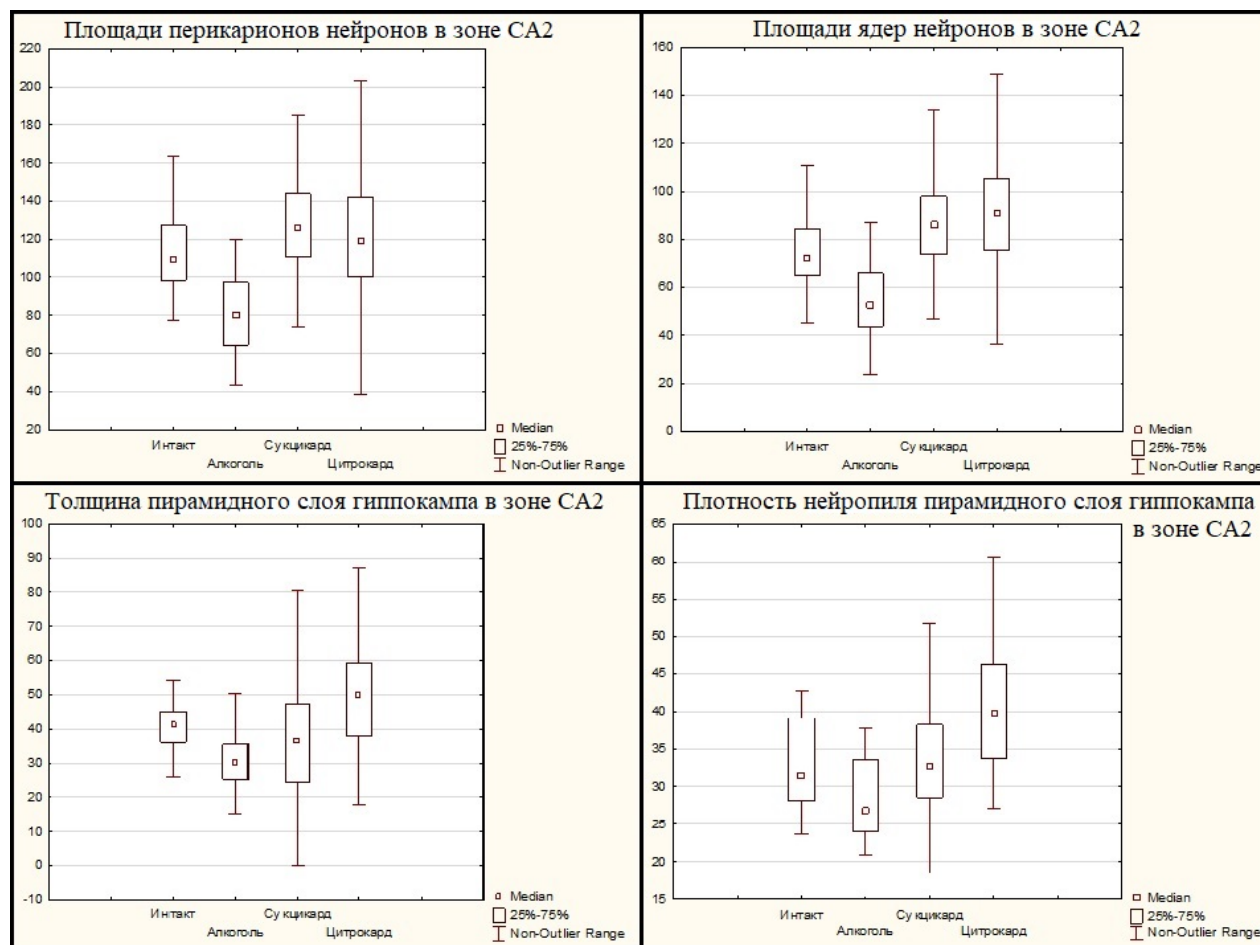 Площади перикарионов нейронов в зоне СА2
220
200
180
160
140
120
100
80
60
40
20
Интакт
Сукцикард
Алкоголь
Цитрокард
Median
25%-75%
Non-Outlier Range
Площади ядер нейронов в зоне СА2
160
140
120
100
80
60
40
20
0
Интакт
Сукцикард
Алкоголь
Цитрокард
Median
25%-75%
Non-Outlier Range
Толщина пирамидного слоя гиппокампа в зоне СА2
100
90
80
70
60
50
40
30
20
10
0
-10
Интакт
Сукцикард
Алкоголь
Цитрокард
Median
25%-75%
Non-Outlier Range
Плотность нейропиля пирамидного слоя гиппокампа
в зоне СА2
65
60
55
50
45
40
35
30
25
20
15
Интакт
Сукцикард
Алкоголь
Цитрокард
Median
25%-75%
Non-Outlier Range